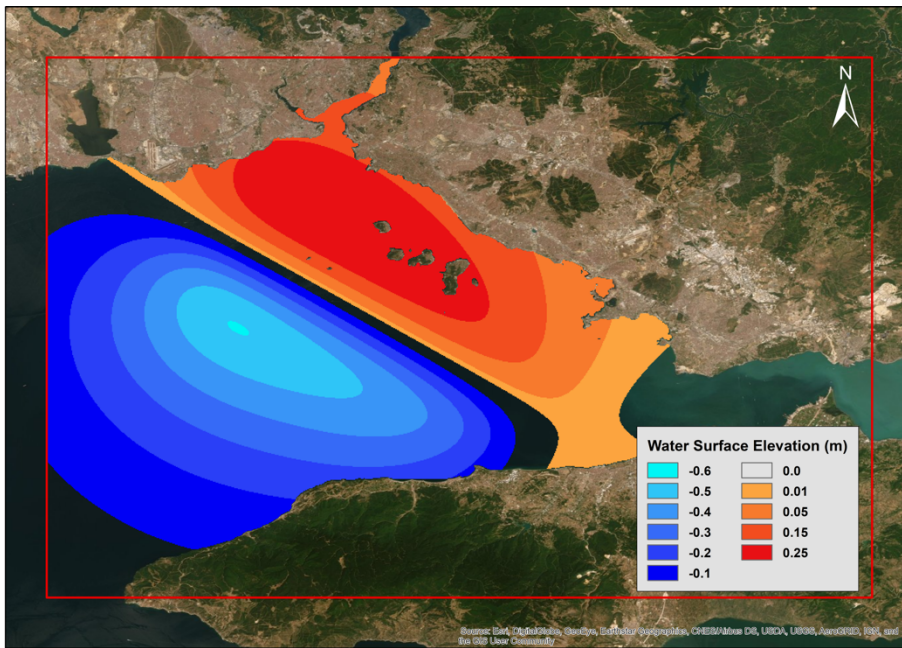 N
Water Surface Elevation (m)
-0.6
-0.5
-0.4
-0.3
-0.2
-0.1
0.0
0.01
0.05
0.15
0.25
Source: Esri, DigitalGlobe, GeoEye, Earthstar Geographics, CNES/Airbus DS, USDA, USGS, AeroGRID, IGN, and
the GIS User Community